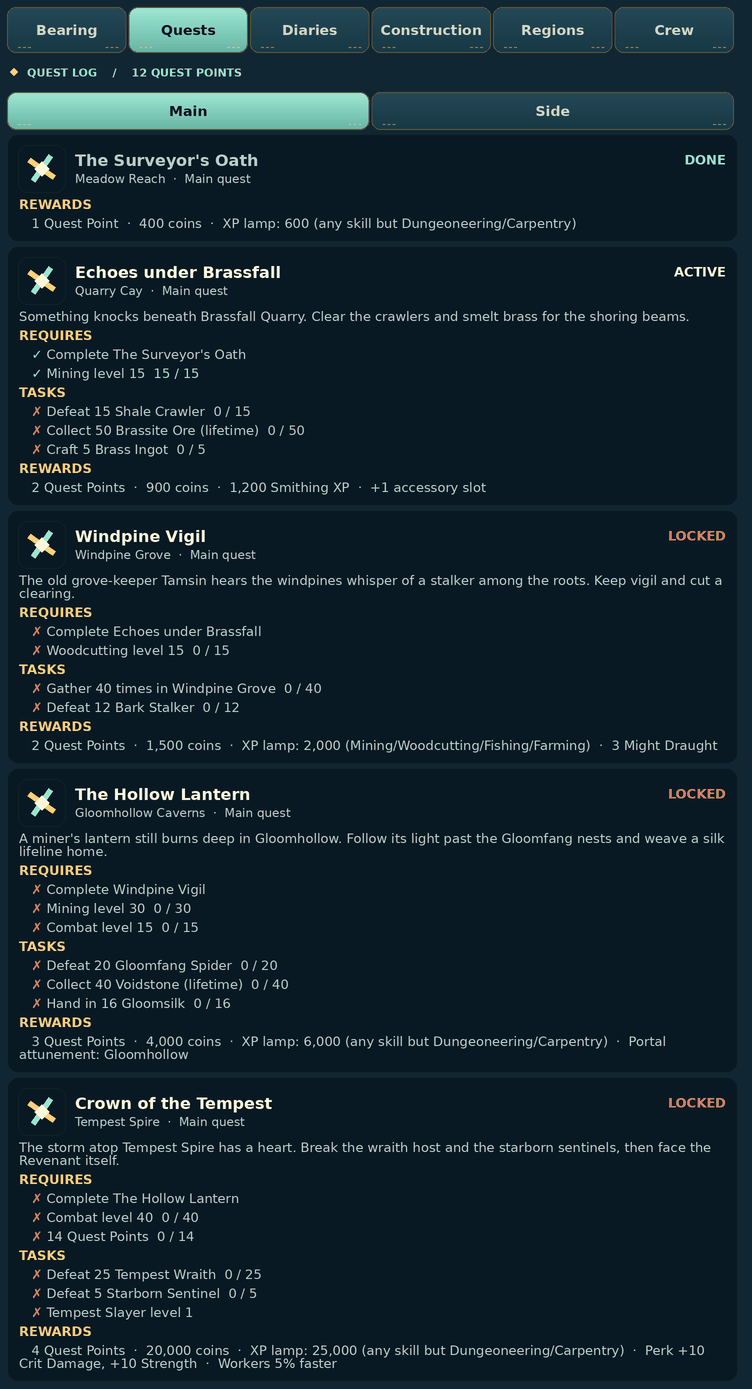 Bearing Quests Diaries Construction Regions Crew
QUEST LOG / 12 QUEST POINTS
Main Side
The Surveyor's Oath DONE
Meadow Reach · Main quest
REWARDS
1 Quest Point · 400 coins · XP lamp: 600 (any skill but Dungeoneering/Carpentry)
Echoes under Brassfall ACTIVE
Quarry Cay · Main quest
Something knocks beneath Brassfall Quarry. Clear the crawlers and smelt brass for the shoring beams.
REQUIRES
✓ Complete The Surveyor's Oath
✓ Mining level 15 15 / 15
TASKS
✗ Defeat 15 Shale Crawler 0 / 15
✗ Collect 50 Brassite Ore (lifetime) 0 / 50
✗ Craft 5 Brass Ingot 0 / 5
REWARDS
2 Quest Points · 900 coins · 1,200 Smithing XP · +1 accessory slot
Windpine Vigil LOCKED
Windpine Grove · Main quest
The old grove-keeper Tamsin hears the windpines whisper of a stalker among the roots. Keep vigil and cut a
clearing.
REQUIRES
✗ Complete Echoes under Brassfall
✗ Woodcutting level 15 0 / 15
TASKS
✗ Gather 40 times in Windpine Grove 0 / 40
✗ Defeat 12 Bark Stalker 0 / 12
REWARDS
2 Quest Points · 1,500 coins · XP lamp: 2,000 (Mining/Woodcutting/Fishing/Farming) · 3 Might Draught
The Hollow Lantern LOCKED
Gloomhollow Caverns · Main quest
A miner's lantern still burns deep in Gloomhollow. Follow its light past the Gloomfang nests and weave a silk
lifeline home.
REQUIRES
✗ Complete Windpine Vigil
✗ Mining level 30 0 / 30
✗ Combat level 15 0 / 15
TASKS
✗ Defeat 20 Gloomfang Spider 0 / 20
✗ Collect 40 Voidstone (lifetime) 0 / 40
✗ Hand in 16 Gloomsilk 0 / 16
REWARDS
3 Quest Points · 4,000 coins · XP lamp: 6,000 (any skill but Dungeoneering/Carpentry) · Portal
attunement: Gloomhollow
Crown of the Tempest LOCKED
Tempest Spire · Main quest
The storm atop Tempest Spire has a heart. Break the wraith host and the starborn sentinels, then face the
Revenant itself.
REQUIRES
✗ Complete The Hollow Lantern
✗ Combat level 40 0 / 40
✗ 14 Quest Points 0 / 14
TASKS
✗ Defeat 25 Tempest Wraith 0 / 25
✗ Defeat 5 Starborn Sentinel 0 / 5
✗ Tempest Slayer level 1
REWARDS
4 Quest Points · 20,000 coins · XP lamp: 25,000 (any skill but Dungeoneering/Carpentry) · Perk +10
Crit Damage, +10 Strength · Workers 5% faster